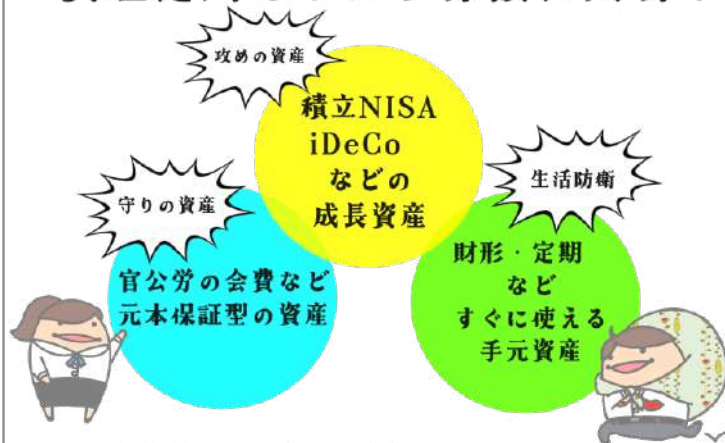 攻めの資産
積立NISA
iDeCo
などの
成長資産
守りの資産
官公労の会費など
元本保証型の資産
生活防衛
財形・定期
など
すぐに使える
手元資産